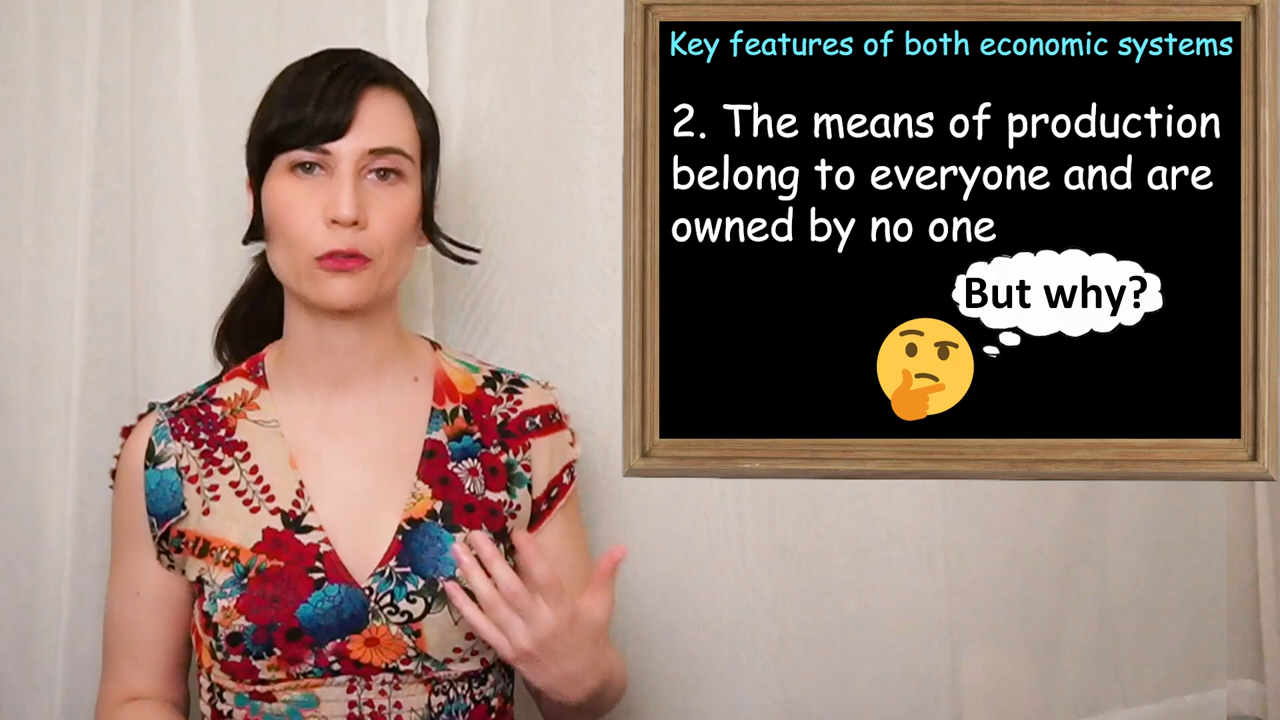 Key features of both economic systems
2. The means of production
belong to everyone and are
owned by no one
But why?